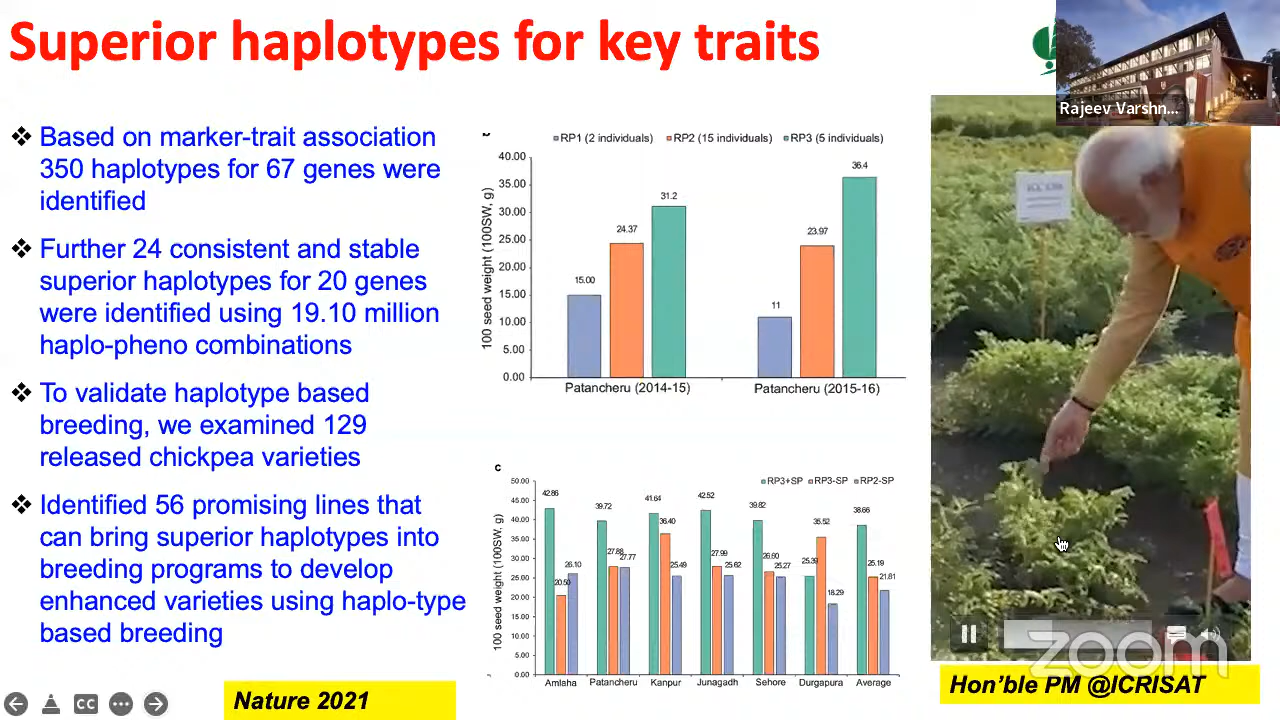 Superior haplotypes for key traits
Rajeev Varshn...
❖ Based on marker-trait association
350 haplotypes for 67 genes were
identified
❖ Further 24 consistent and stable
superior haplotypes for 20 genes
were identified using 19.10 million
haplo-pheno combinations
❖ To validate haplotype based
breeding, we examined 129
released chickpea varieties
❖ Identified 56 promising lines that
can bring superior haplotypes into
breeding programs to develop
enhanced varieties using haplo-type
based breeding
Nature 2021
RP1 (2 individuals) RP2 (15 individuals) RP3 (5 individuals)
100 seed weight (100SW, g)
40.00
35.00
30.00
25.00
20.00
15.00
10.00
5.00
0.00
15.00 24.37 31.2
11 23.97 36.4
Patancheru (2014-15) Patancheru (2015-16)
c
RP3+SP RP3-SP RP2-SP
100 seed weight (100SW, g)
50.00
45.00
40.00
35.00
30.00
25.00
20.00
15.00
10.00
5.00
0.00
42.86 20.50 26.10
39.72 27.88 27.77
41.64 36.40 25.49
42.52 27.99 25.62
39.82 26.60 25.27
25.39 35.52 18.29
38.66 25.19 21.81
Amlaha Patancheru Kanpur Junagadh Sehore Durgapura Average
zoom
Hon'ble PM @ICRISAT
CC